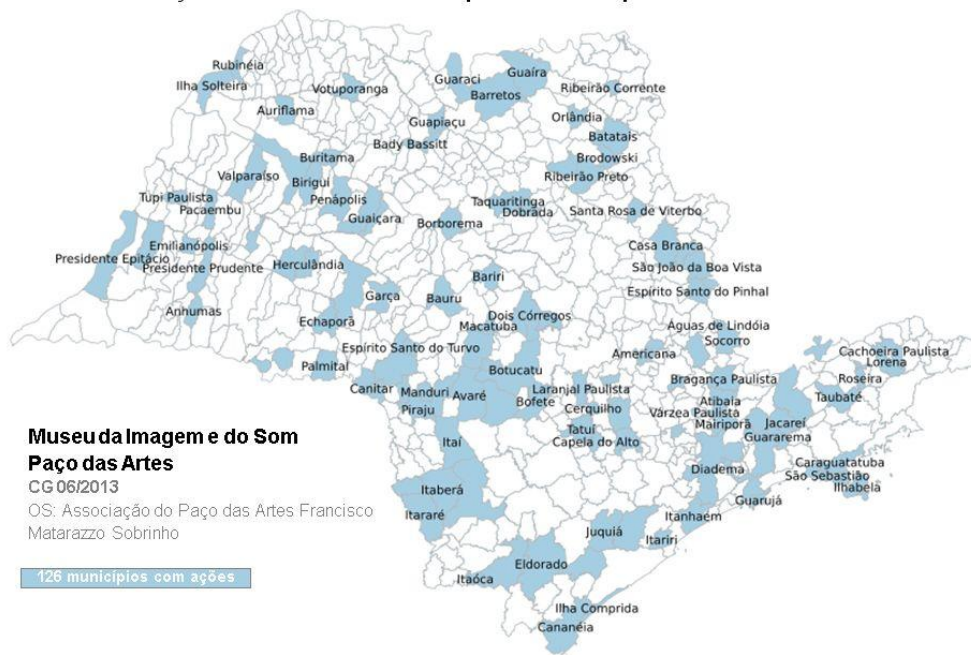 Rubinéia
Ilha Solteira
Votuporanga
Auriflama
Guaraci
Guaíra
Barretos
Ribeirão Corrente
Guapiaçu
Orlândia
Batatais
Bady Bassitt
Buritama
Brodowski
Valparaíso
Birigui
Ribeirão Preto
Tupi Paulista
Penápolis
Taquaritinga
Pacaembu
Guaiçara
Borborema
Dobrada
Santa Rosa de Viterbo
Emilianópolis
Casa Branca
Presidente Epitácio
Presidente Prudente
Herculândia
Bariri
São João da Boa Vista
Garça
Bauru
Espírito Santo do Pinhal
Anhumas
Echaporã
Dois Córregos
Macatuba
Águas de Lindóia
Espírito Santo do Turvo
Socorro
Americana
Cachoeira Paulista
Palmital
Botucatu
Lorena
Canitar
Manduri
Avaré
Laranjal Paulista
Bragança Paulista
Roseira
Bofete
Atibaia
Taubaté
Piraju
Cerquilho
Várzea Paulista
Tatuí
Mairiporã
Jacareí
Itaí
Capela do Alto
Guararema
Diadema
Caraguatatuba
São Sebastião
Itaberá
Ilhabela
Guarujá
Itararé
Itanhaém
Juquiá
Itariri
Eldorado
Itaóca
Ilha Comprida
Cananéia
Museu da Imagem e do Som
Paço das Artes
CG 06/2013
OS: Associação do Paço das Artes Francisco
Matarazzo Sobrinho
126 municípios com ações